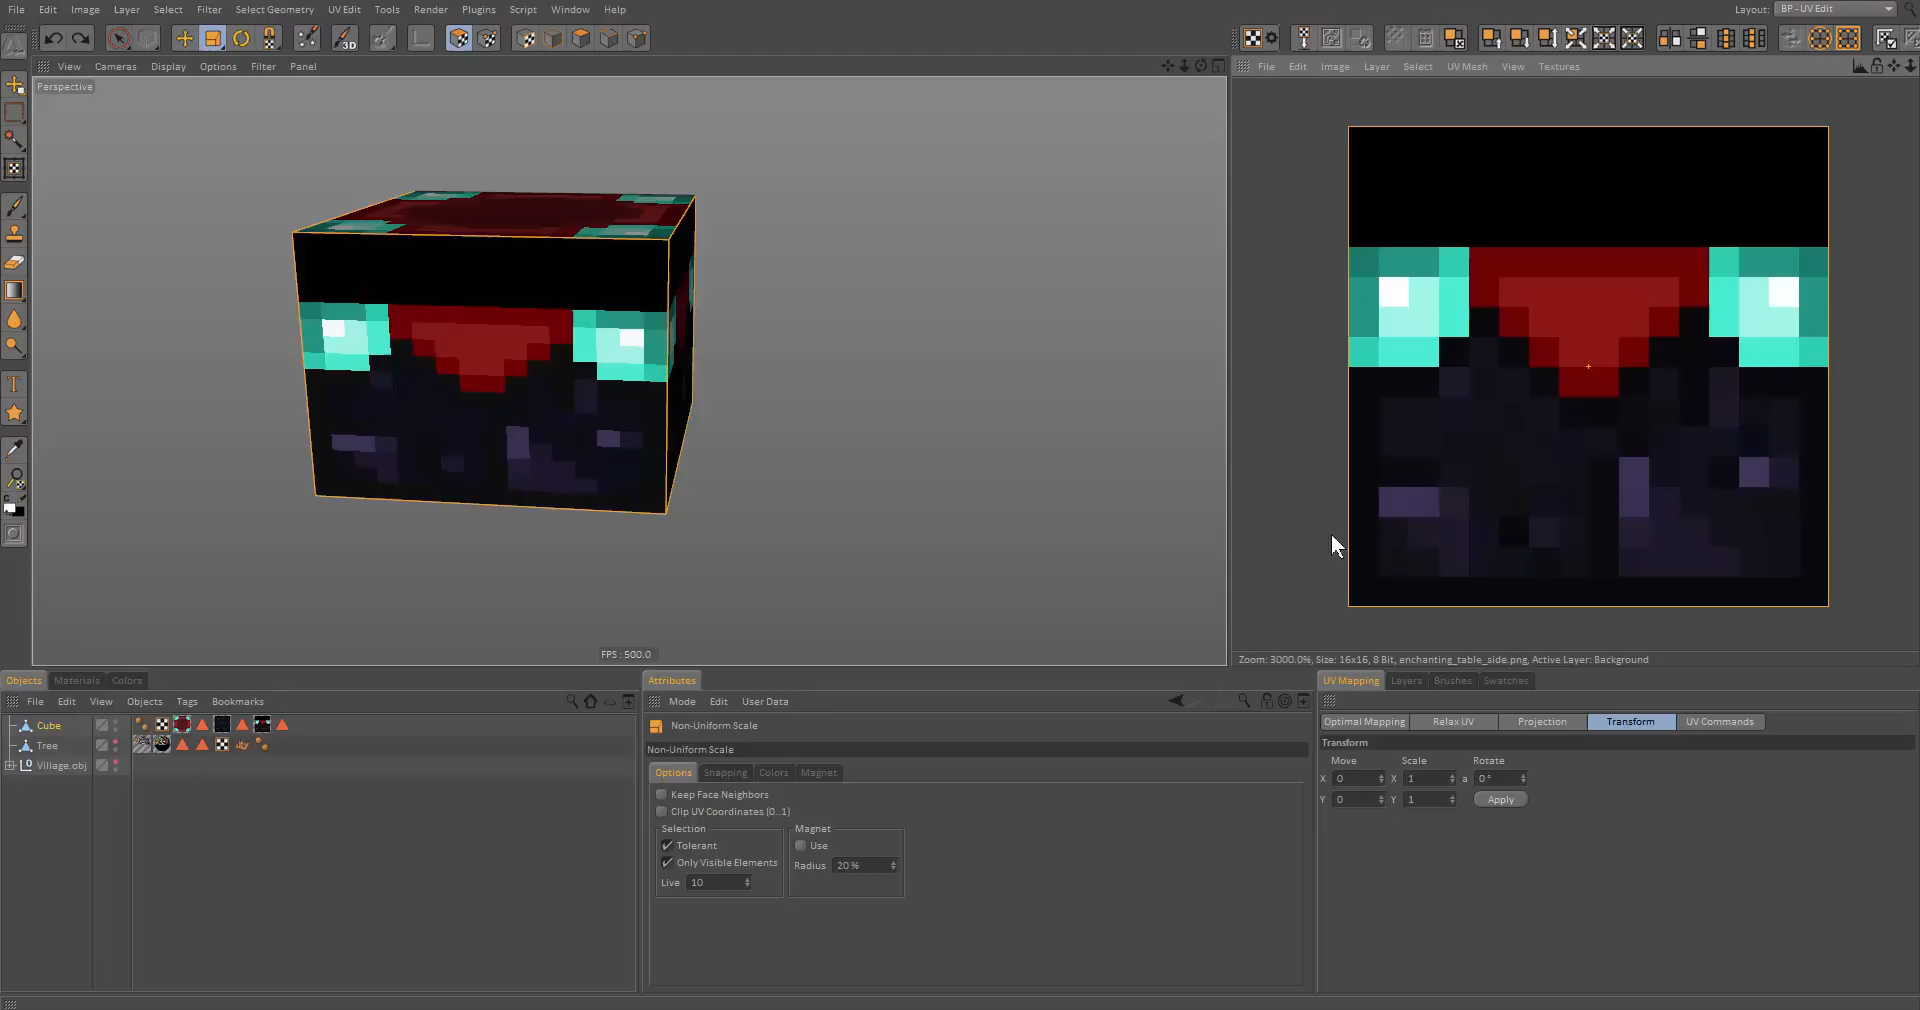 File Edit Image Layer Select Filter Select Geometry UV Edit Tools Render Plugins Script Window Help
Layout: BP - UV Edit
3D
View Cameras Display Options Filter Panel
File Edit Image Layer Select UV Mesh View Textures
Perspective
FPS : 500.0
Zoom: 3000.0%, Size: 16x16, 8 Bit, enchanting_table_side.png, Active Layer: Background
Objects Materials Colors
Attributes
UV Mapping Layers Brushes Swatches
File Edit View Objects Tags Bookmarks
Mode Edit User Data
Cube
Tree
Village.obj
Non-Uniform Scale
Non-Uniform Scale
Options Snapping Colors Magnet
Keep Face Neighbors
Clip UV Coordinates (0..1)
Selection
Tolerant
Only Visible Elements
Live 10
Magnet
Use
Radius 20 %
Optimal Mapping Relax UV Projection Transform UV Commands
Transform
Move Scale Rotate
X 0 X 1 a 0 °
Y 0 Y 1 Apply